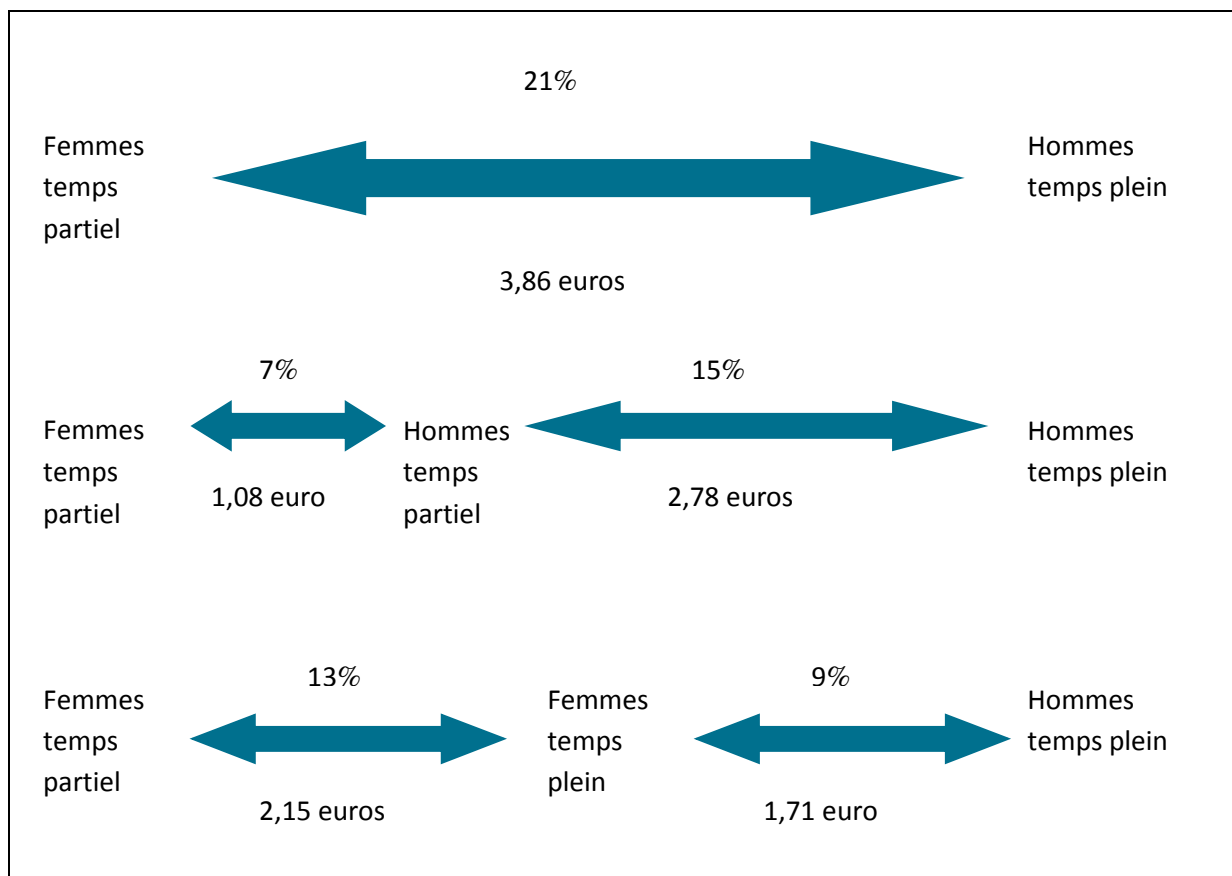 21%
Femmes
temps
partiel
Hommes
temps plein
3,86 euros
7%
15%
Femmes
temps
partiel
Hommes
temps
partiel
Hommes
temps plein
1,08 euro
2,78 euros
13%
9%
Femmes
temps
partiel
Femmes
temps
plein
Hommes
temps plein
2,15 euros
1,71 euro